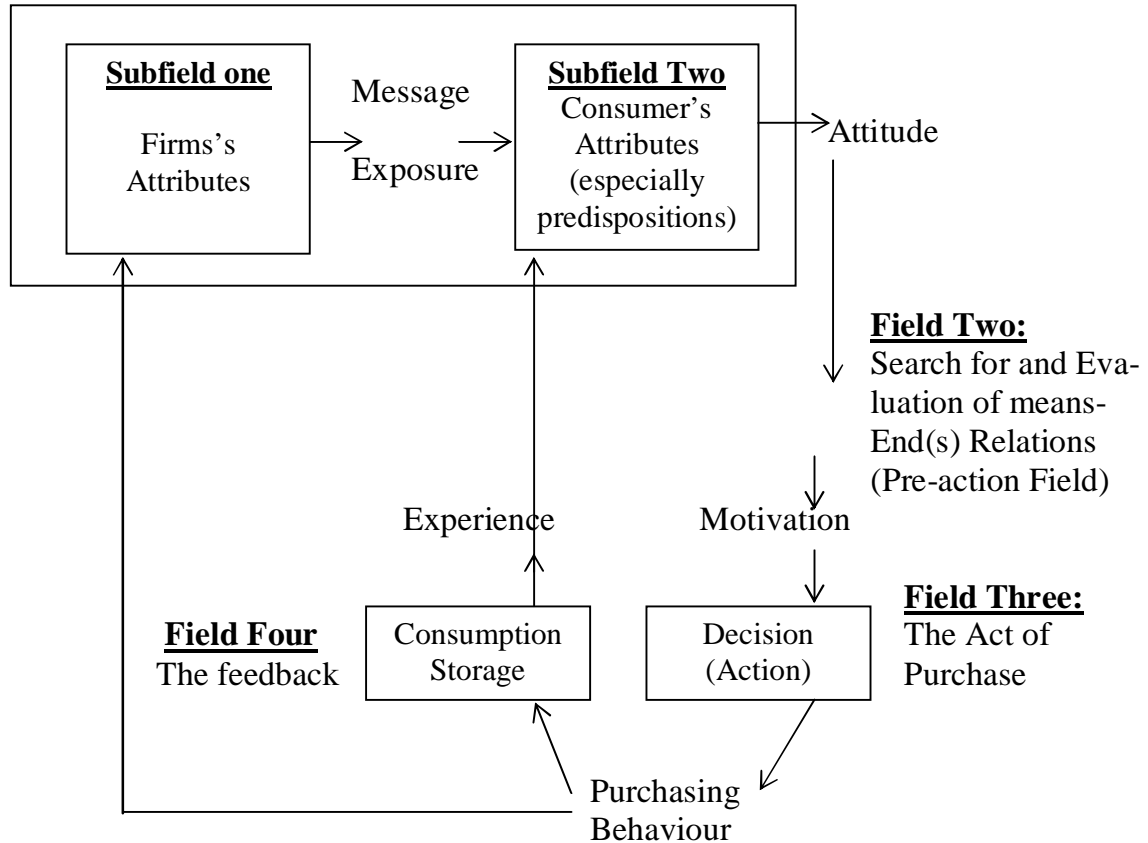 Subfield one
Firms's
Attributes
Message
Exposure
Subfield Two
Consumer's
Attributes
(especially
predispositions)
Attitude
Field Two:
Search for and Eva-
luation of means-
End(s) Relations
(Pre-action Field)
Experience
Motivation
Field Four
The feedback
Consumption
Storage
Decision
(Action)
Field Three:
The Act of
Purchase
Purchasing
Behaviour